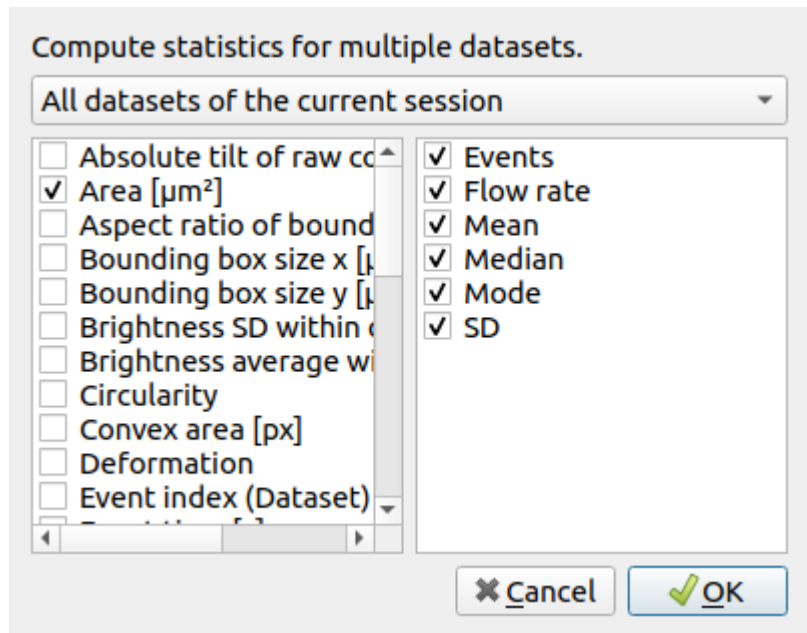 Compute statistics for multiple datasets.
All datasets of the current session
Absolute tilt of raw
Area [µm²]
Aspect ratio of bound
Bounding box size x
Bounding box size y
Brightness SD within
Brightness average
Circularity
Convex area [px]
Deformation
Event index (Dataset)
Events
Flow rate
Mean
Median
Mode
SD
Cancel
OK